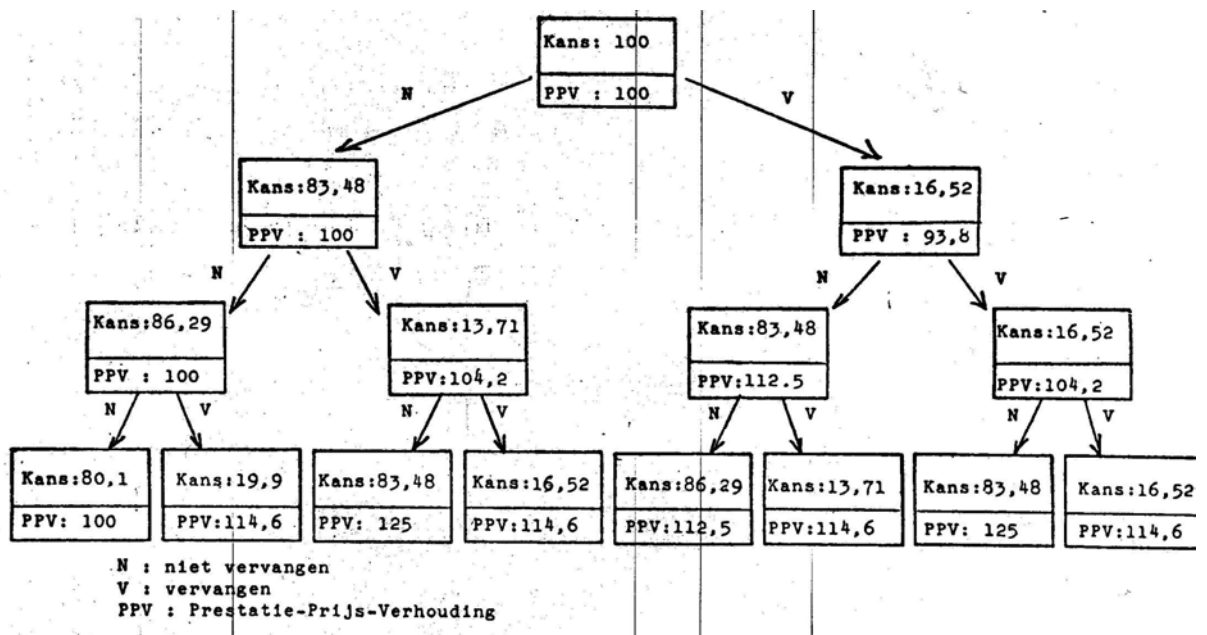 Kans: 100
PPV : 100
N
V
Kans:83,48
PPV : 100
Kans:16,52
PPV : 93,8
N
V
N
V
Kans:86,29
PPV : 100
Kans:13,71
PPV:104,2
Kans:83,48
PPV:112.5
Kans:16,52
PPV:104,2
N
V
N
V
N
V
N
V
Kans:80,1
PPV: 100
Kans:19,9
PPV:114,6
Kans:83,48
PPV: 125
Kans:16,52
PPV:114,6
Kans:86,29
PPV:112,5
Kans:13,71
PPV:114,6
Kans:83,48
PPV: 125
Kans:16,52
PPV:114,6
N : niet vervangen
V : vervangen
PPV : Prestatie-Prijs-Verhouding